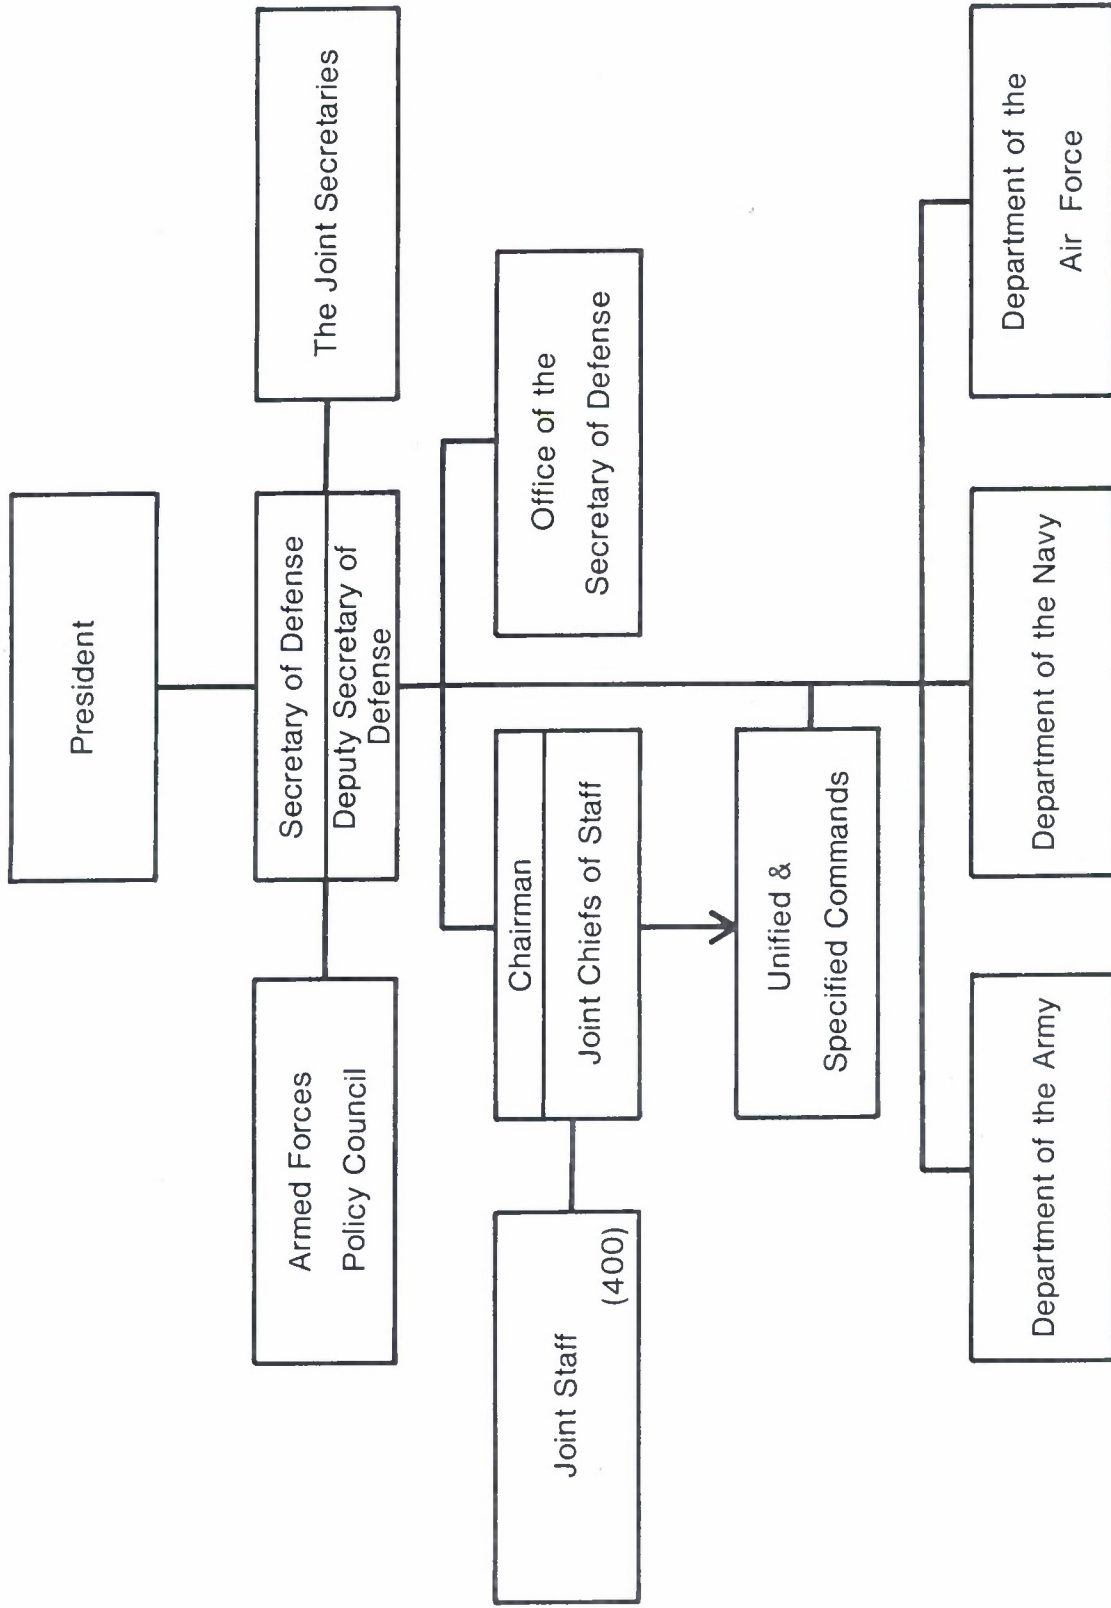 President
Armed Forces
Policy Council
Secretary of Defense
Deputy Secretary of
Defense
The Joint Secretaries
Joint Staff
(400)
Chairman
Joint Chiefs of Staff
Office of the
Secretary of Defense
Unified &
Specified Commands
Department of the Army
Department of the Navy
Department of the
Air Force